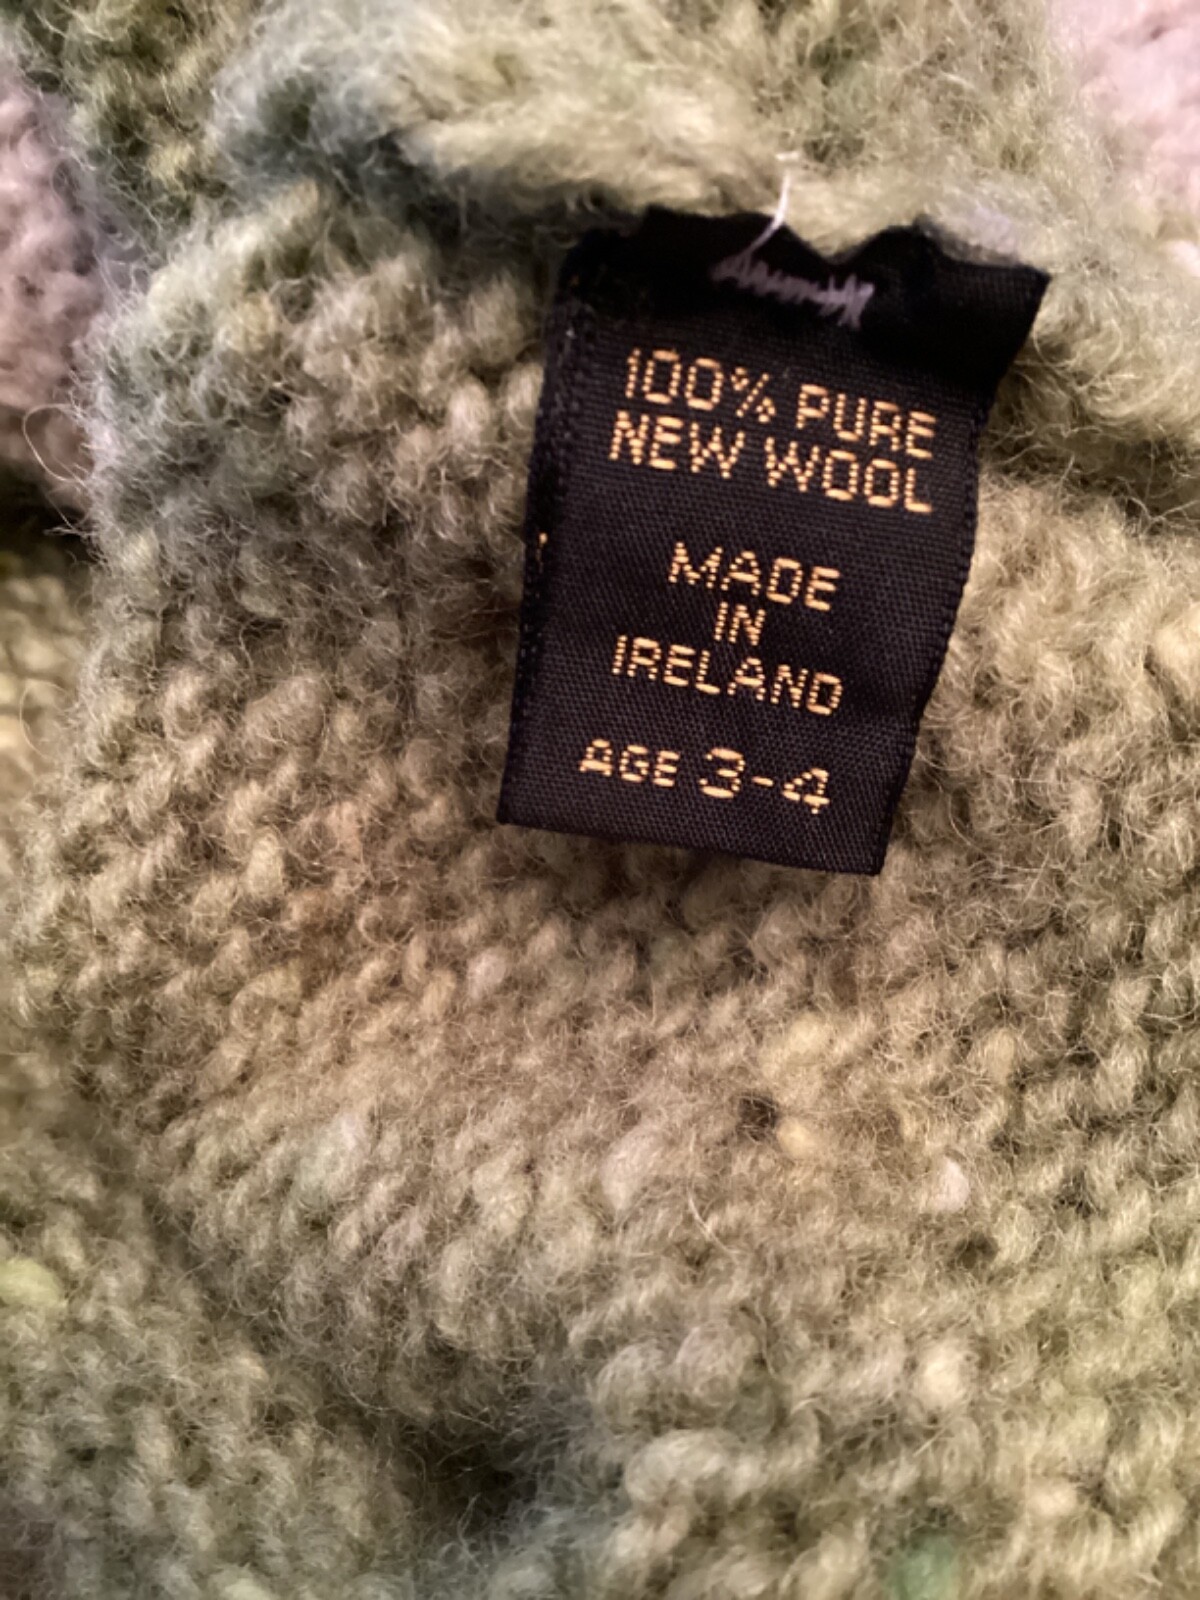 100% PURE
NEW WOOL
MADE
IN
IRELAND
AGE 3-4